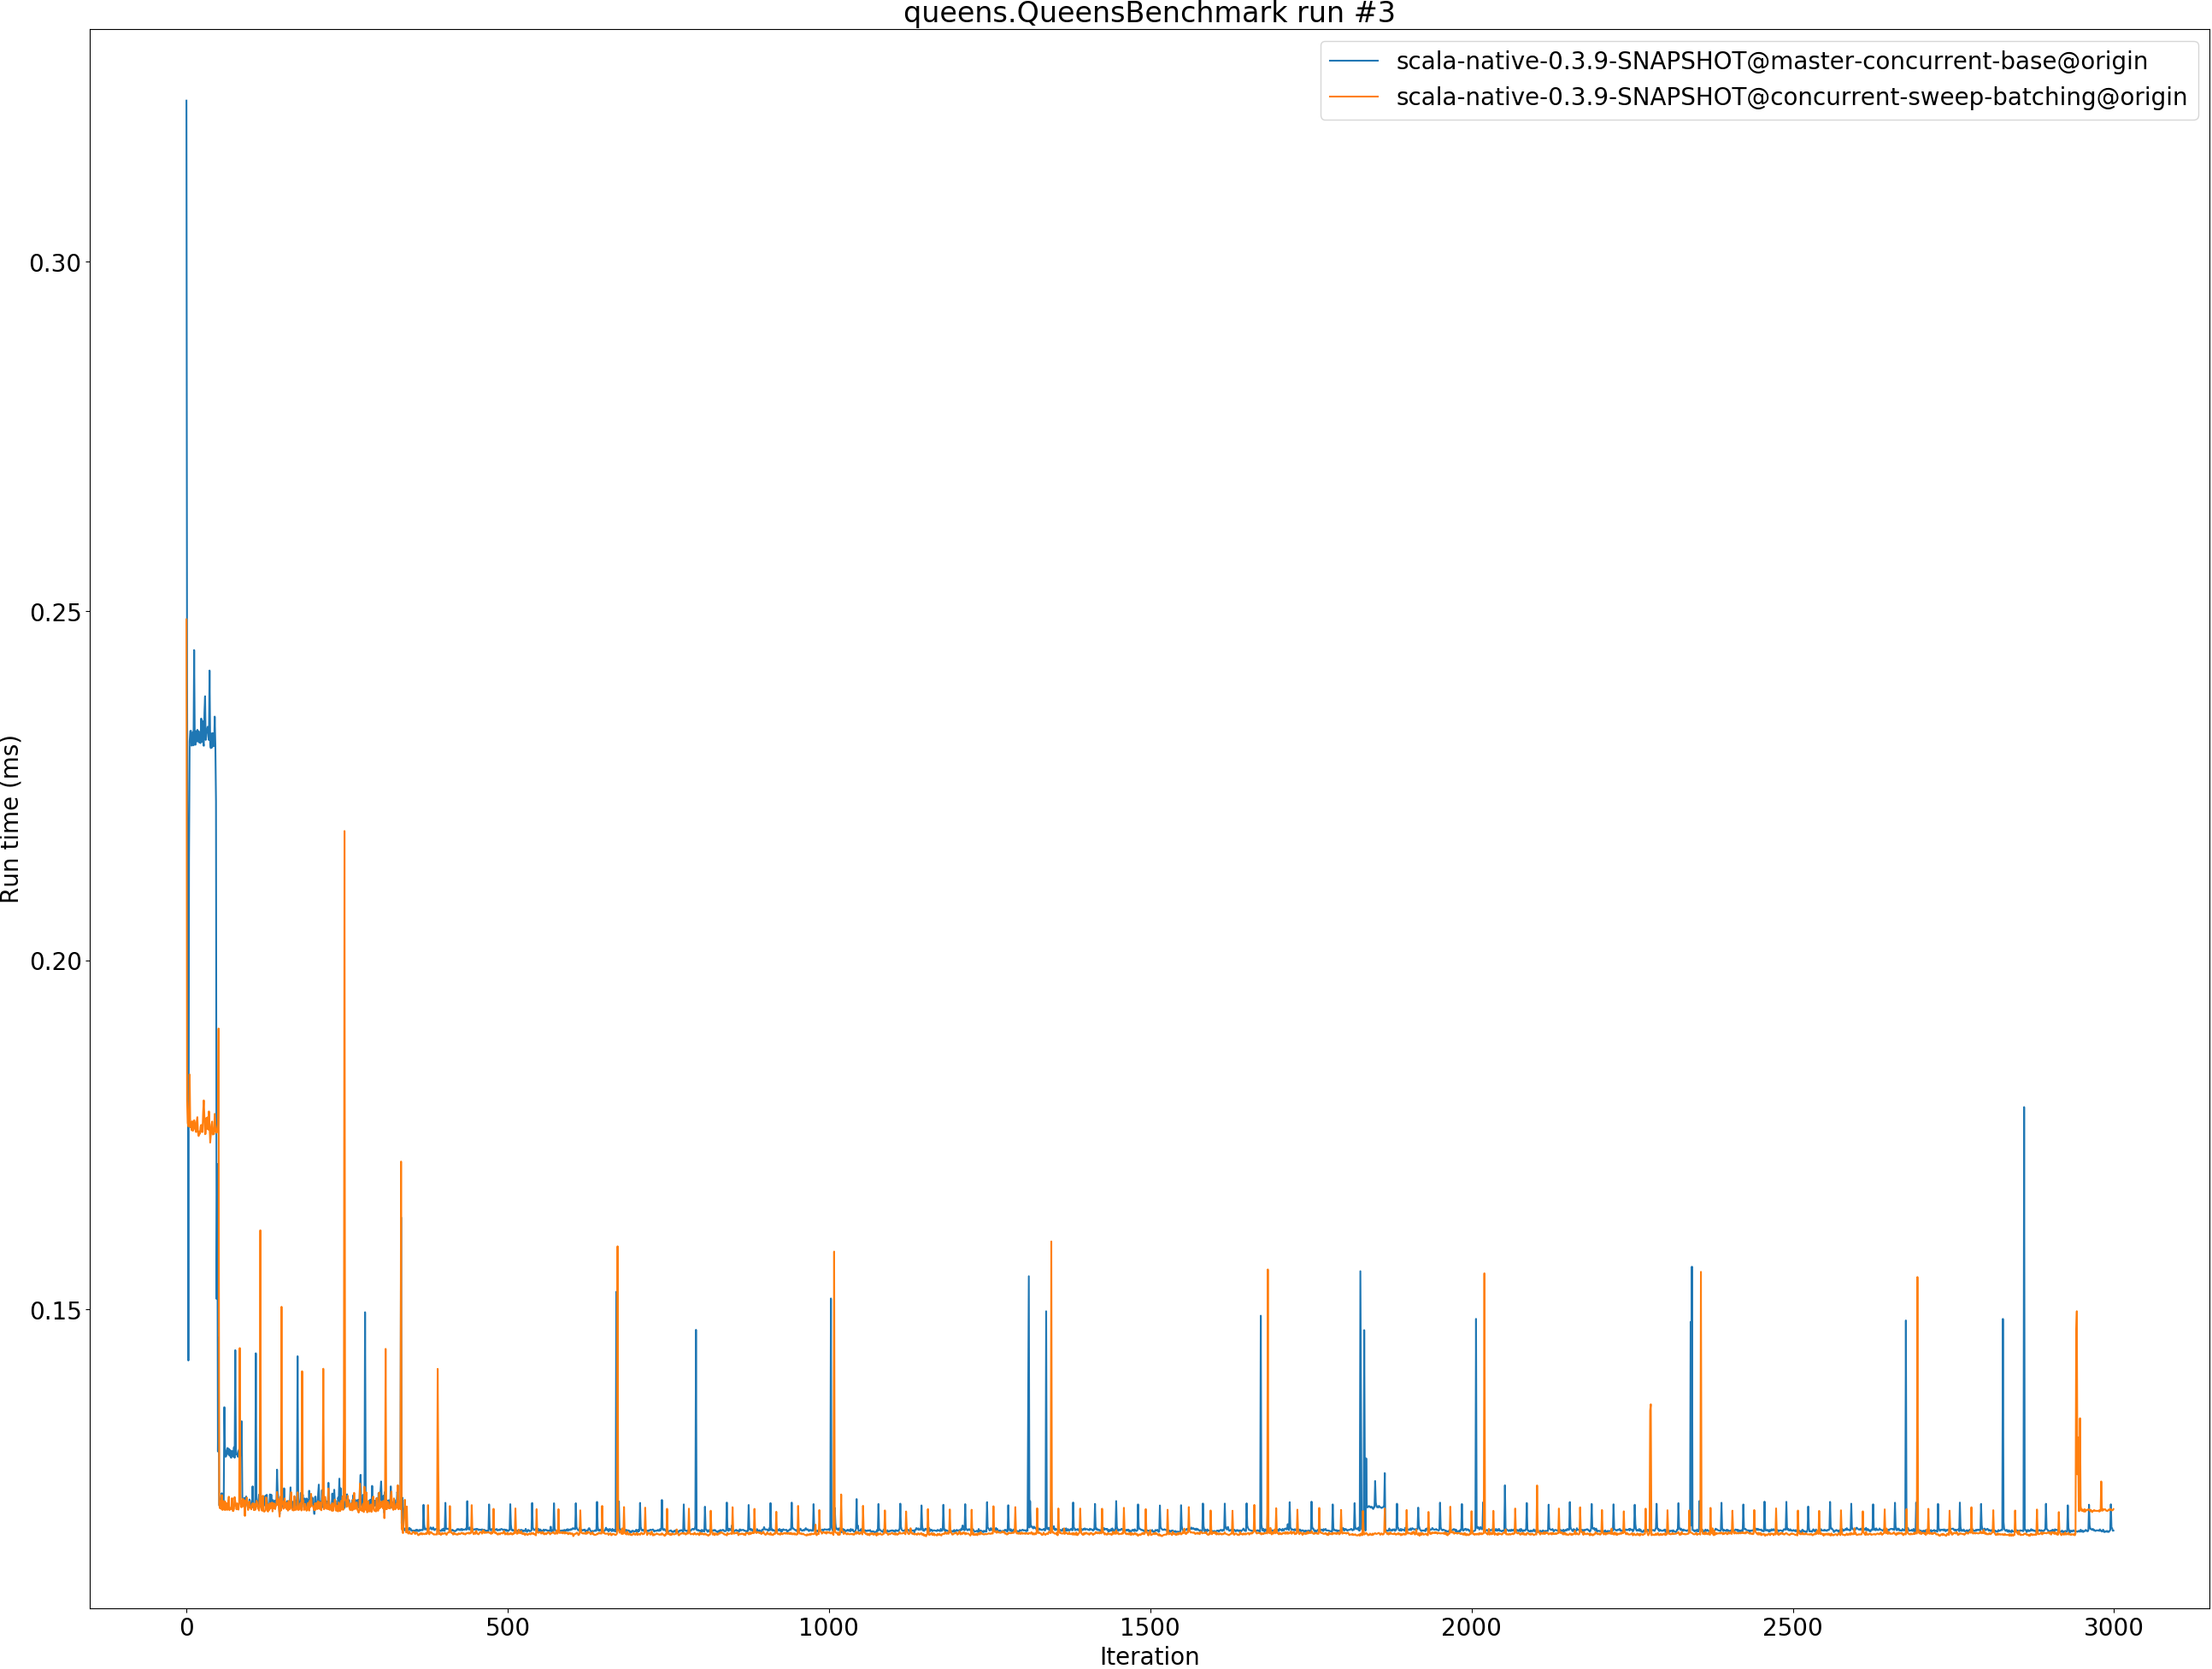 queens.QueensBenchmark run #3
scala-native-0.3.9-SNAPSHOT@master-concurrent-base@origin
scala-native-0.3.9-SNAPSHOT@concurrent-sweep-batching@origin
Run time (ms)
0.30
0.25
0.20
0.15
0 500 1000 1500 2000 2500 3000
Iteration